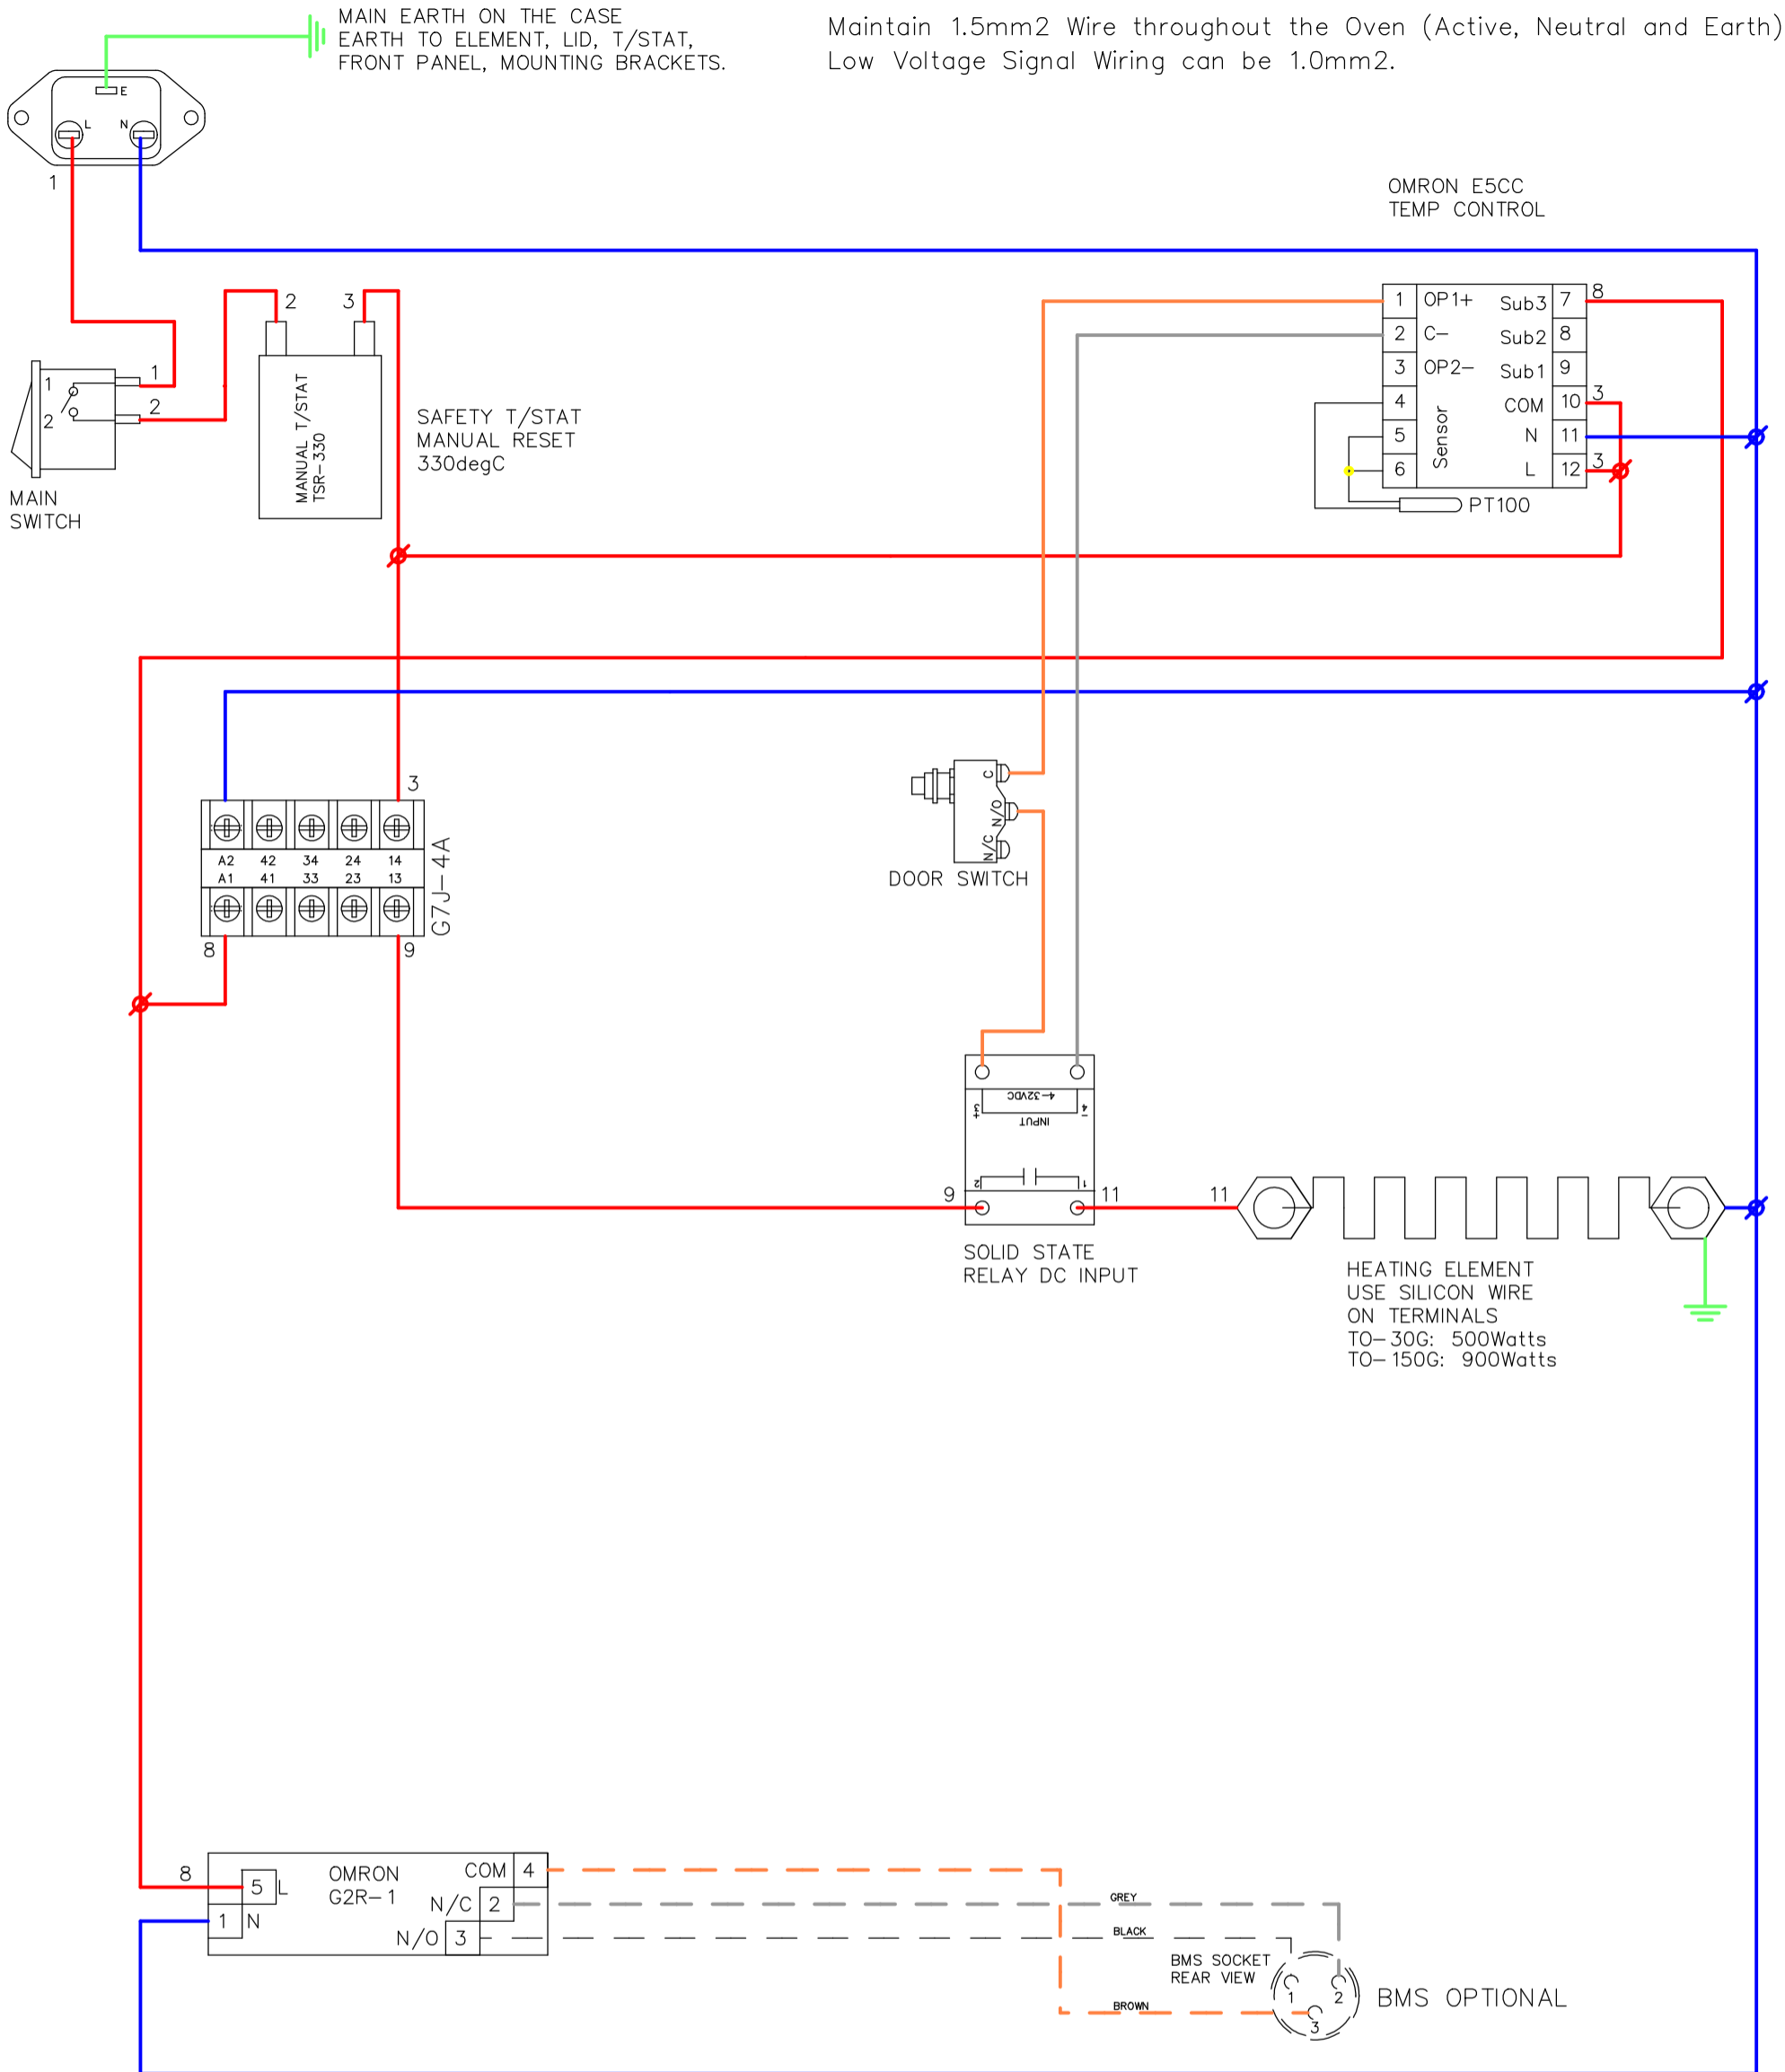 MAIN EARTH ON THE CASE
EARTH TO ELEMENT, LID, T/STAT,
FRONT PANEL, MOUNTING BRACKETS.
Maintain 1.5mm2 Wire throughout the Oven (Active, Neutral and Earth)
Low Voltage Signal Wiring can be 1.0mm2.
E
L
N
1
OMRON E5CC
TEMP CONTROL
2
3
1
2
1
2
MAIN
SWITCH
MANUAL T/STAT
TSR-330
SAFETY T/STAT
MANUAL RESET
330degC
1 OP1+ Sub3 7
2 C- Sub2 8
3 OP2- Sub1 9
4 COM 10
5 N 11
6 L 12
Sensor
8
3
3
PT100
3
A2 42 34 24 14
A1 41 33 23 13
G7J-4A
8
9
C
N/O
N/C
DOOR SWITCH
4-32VDC
3 +
4 -
INPUT
2
1
9
11
11
SOLID STATE
RELAY DC INPUT
HEATING ELEMENT
USE SILICON WIRE
ON TERMINALS
TO-30G: 500Watts
TO-150G: 900Watts
8
5 L
1 N
OMRON
G2R-1
COM 4
N/C 2
N/O 3
GREY
BLACK
BROWN
BMS SOCKET
REAR VIEW
1
2
3
BMS OPTIONAL